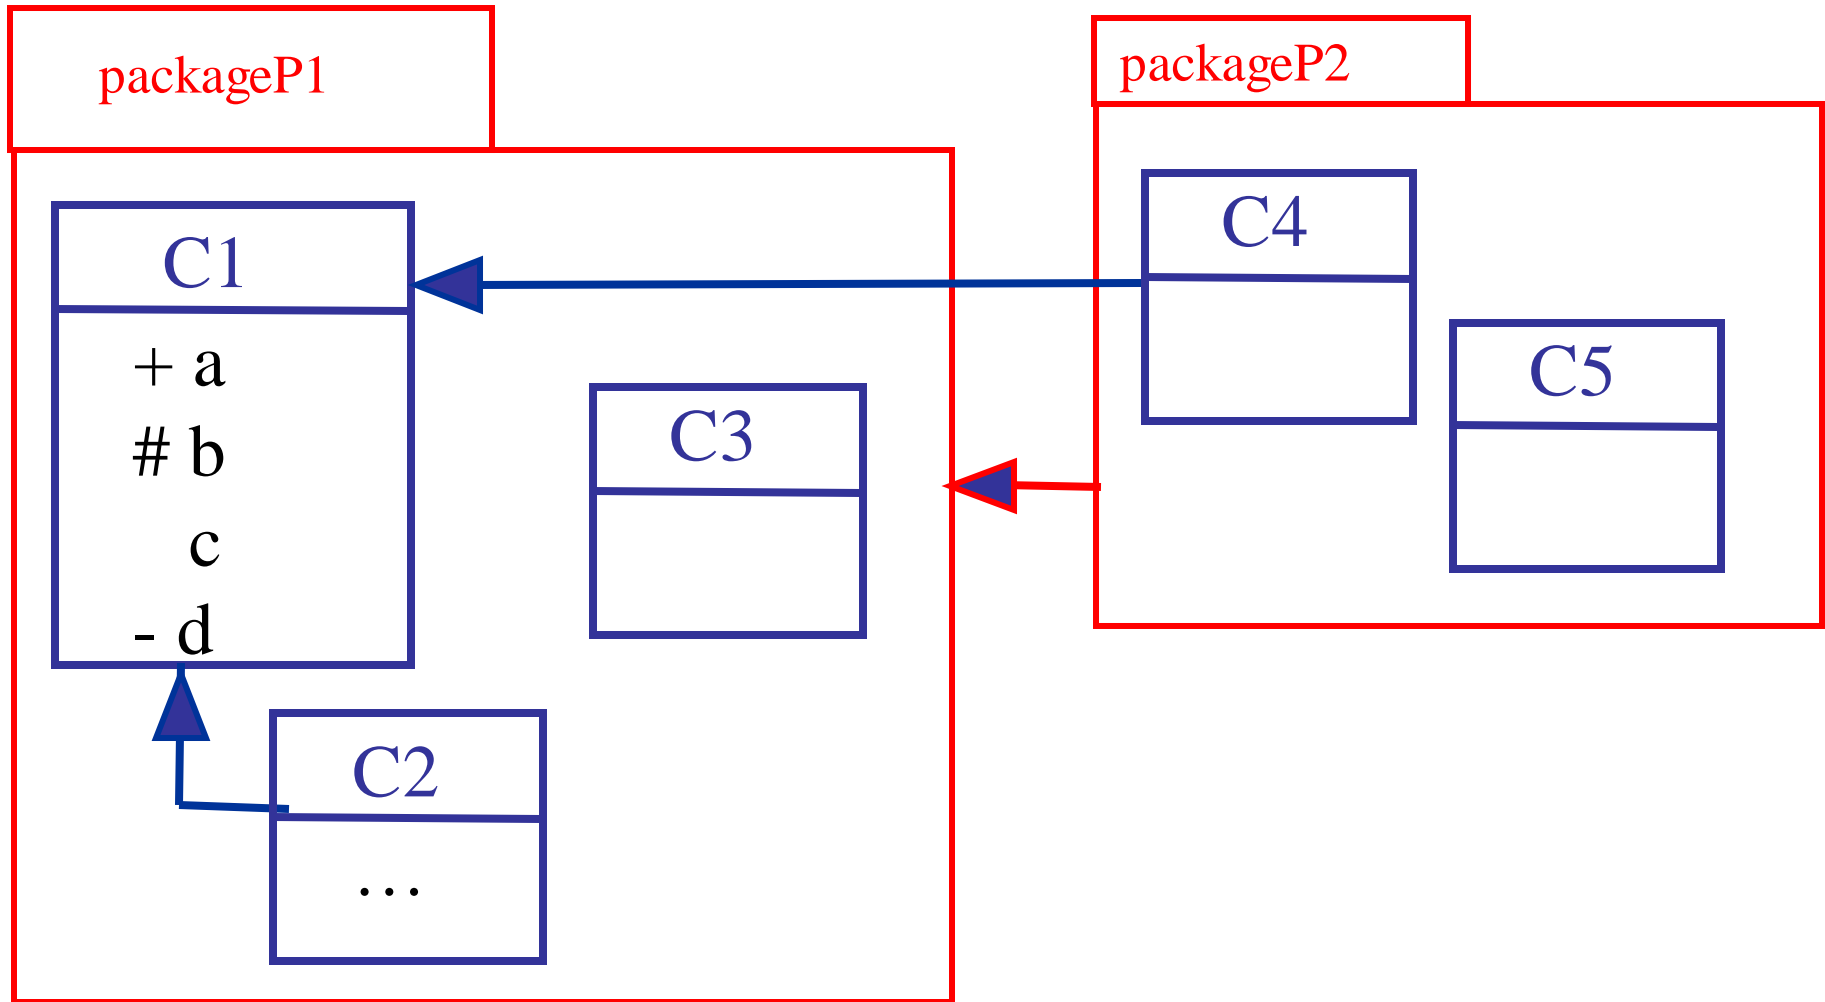 packageP1
packageP2
C1
+ a
# b
c
- d
C2
…
C3
C4
C5